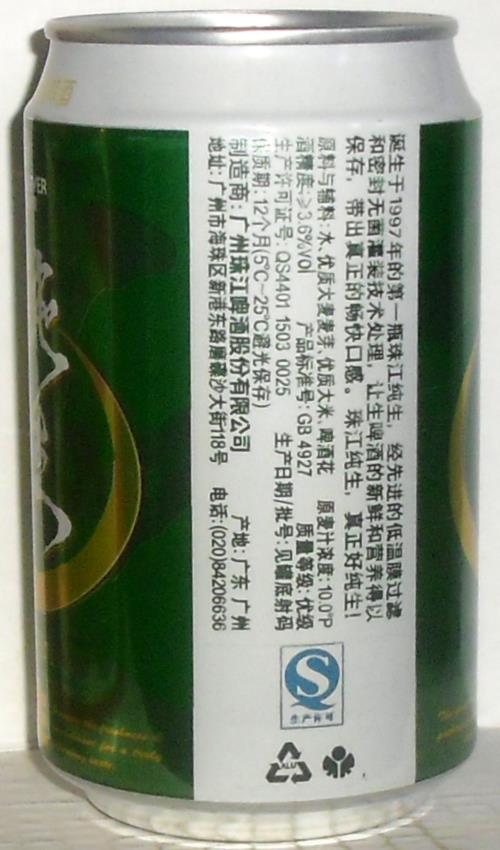 诞生于1997年的第一瓶珠江纯生，经先进的低温膜过滤
和密封无菌灌装技术处理，让生啤酒的新鲜和营养得以
保存，带出真正的畅快口感。珠江纯生，真正好纯生！
原料与辅料：水、优质大麦麦芽、优质大米、啤酒花 原麦汁浓度：10.0°P
酒精度：≥3.6%vol 产品标准号：GB 4927 质量等级：优级
生产许可证号：QS4401 1503 0025 生产日期/批号：见罐底射码
保质期：12个月(5℃~25℃避光保存)
制造商：广州珠江啤酒股份有限公司 产地：广东 广州
地址：广州市海珠区新港东路磨碟沙大街118号 电话：(020)84206636
ALU